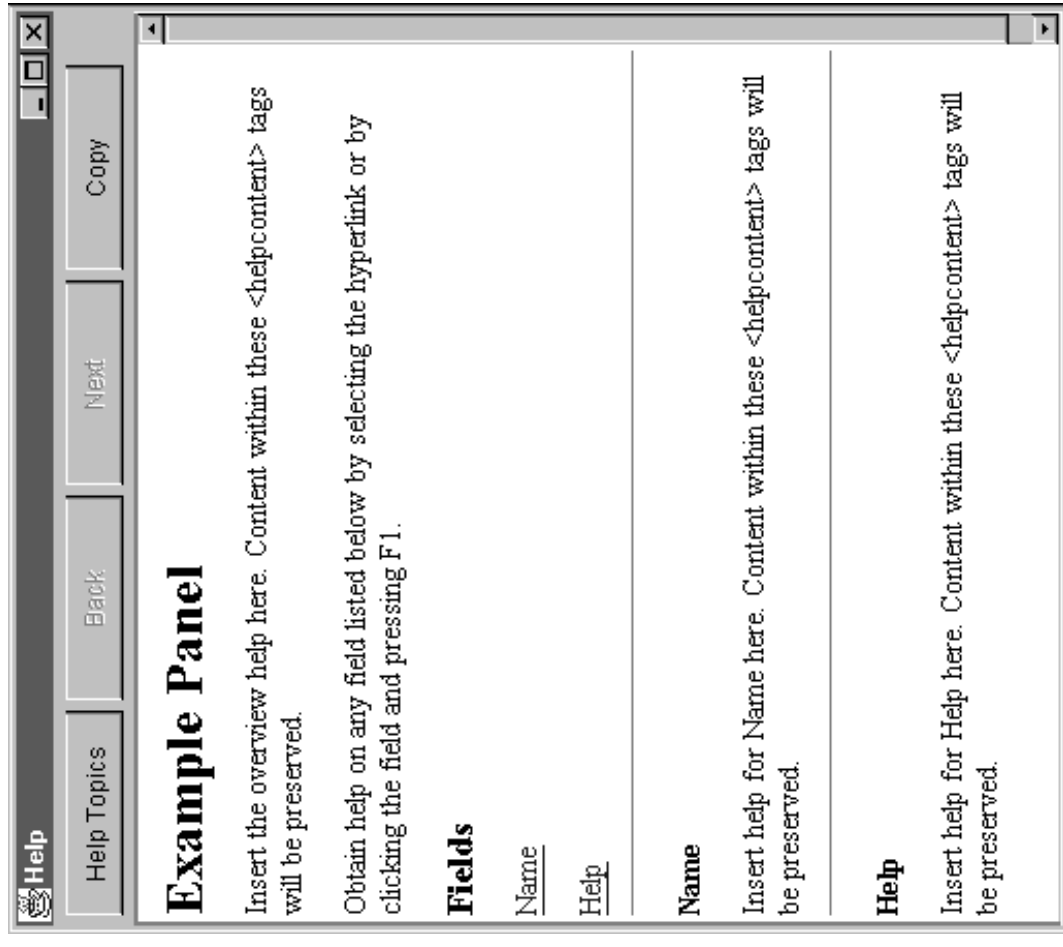 Help
Help Topics
Back
Next
Copy
Example Panel
Insert the overview help here. Content within these <helpcontent> tags
will be preserved.
Obtain help on any field listed below by selecting the hyperlink or by
clicking the field and pressing F1.
Fields
Name
Help
Name
Insert help for Name here. Content within these <helpcontent> tags will
be preserved.
Help
Insert help for Help here. Content within these <helpcontent> tags will
be preserved.